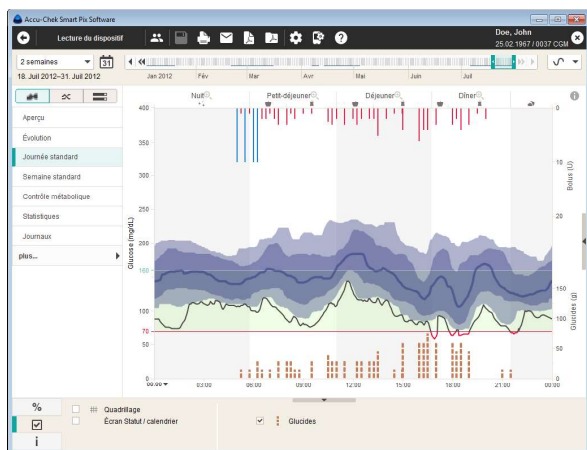 Accu-Chek Smart Pix Software
Lecture du dispositif
Doe, John
25.02.1967 / 0037 CGM
2 semaines
31
18. Juil 2012–31. Juil 2012
Jan 2012 Fév Mar Avr Mai Juin Juil
Nuit Petit-déjeuner Déjeuner Dîner
Aperçu
Évolution
Journée standard
Semaine standard
Contrôle métabolique
Statistiques
Journaux
plus...
Glucose (mg/dL)
400
350
300
250
200
160
100
70
50
0
Bolus (U)
0
10
20
Glucides (g)
150
100
50
0
00:00 03:00 06:00 09:00 12:00 15:00 18:00 21:00 00:00
%
Quadrillage
Écran Statut / calendrier
Glucides
i